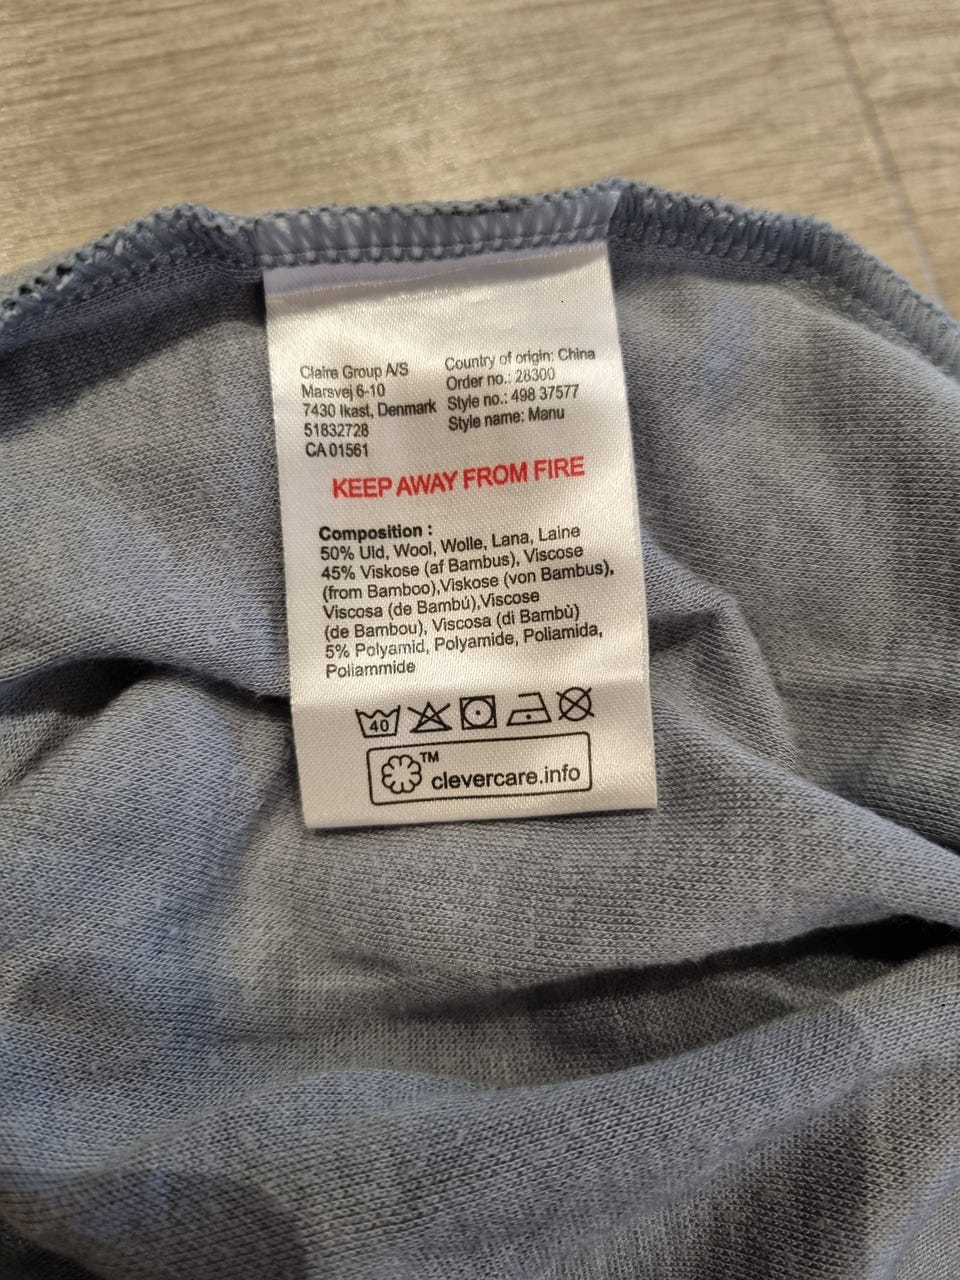 Claire Group A/S
Marsvej 6-10
7430 Ikast, Denmark
51832728
CA 01561
Country of origin: China
Order no.: 28300
Style no.: 498 37577
Style name: Manu
KEEP AWAY FROM FIRE
Composition :
50% Uld, Wool, Wolle, Lana, Laine
45% Viskose (af Bambus), Viscose
(from Bamboo),Viskose (von Bambus),
Viscosa (de Bambú),Viscose
(de Bambou), Viscosa (di Bambù)
5% Polyamid, Polyamide, Poliamida,
Poliammide
40
TM
clevercare.info